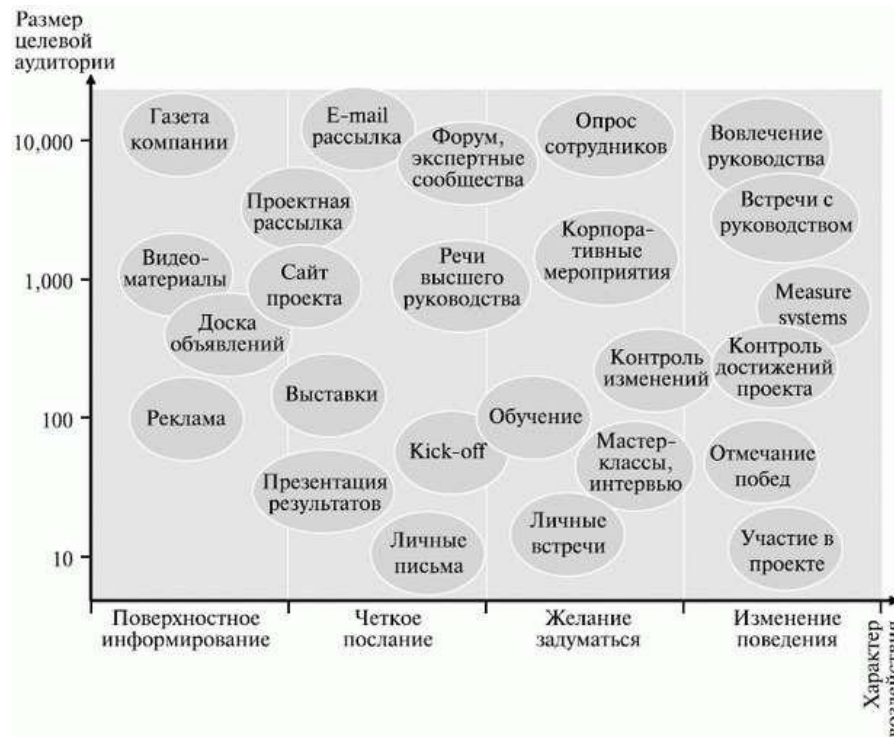 Размер
целевой
аудитории
10,000
1,000
100
10
Газета
компании
E-mail
рассылка
Форум,
экспертные
сообщества
Опрос
сотрудников
Вовлечение
руководства
Проектная
рассылка
Встречи с
руководством
Видео-
материалы
Сайт
проекта
Речи
высшего
руководства
Корпора-
тивные
мероприятия
Measure
systems
Доска
объявлений
Контроль
изменений
Контроль
достижений
проекта
Реклама
Выставки
Обучение
Kick-off
Мастер-
классы,
интервью
Отмечание
побед
Презентация
результатов
Личные
письма
Личные
встречи
Участие в
проекте
Поверхностное
информирование
Четкое
послание
Желание
задуматься
Изменение
поведения
Характер
воздействия